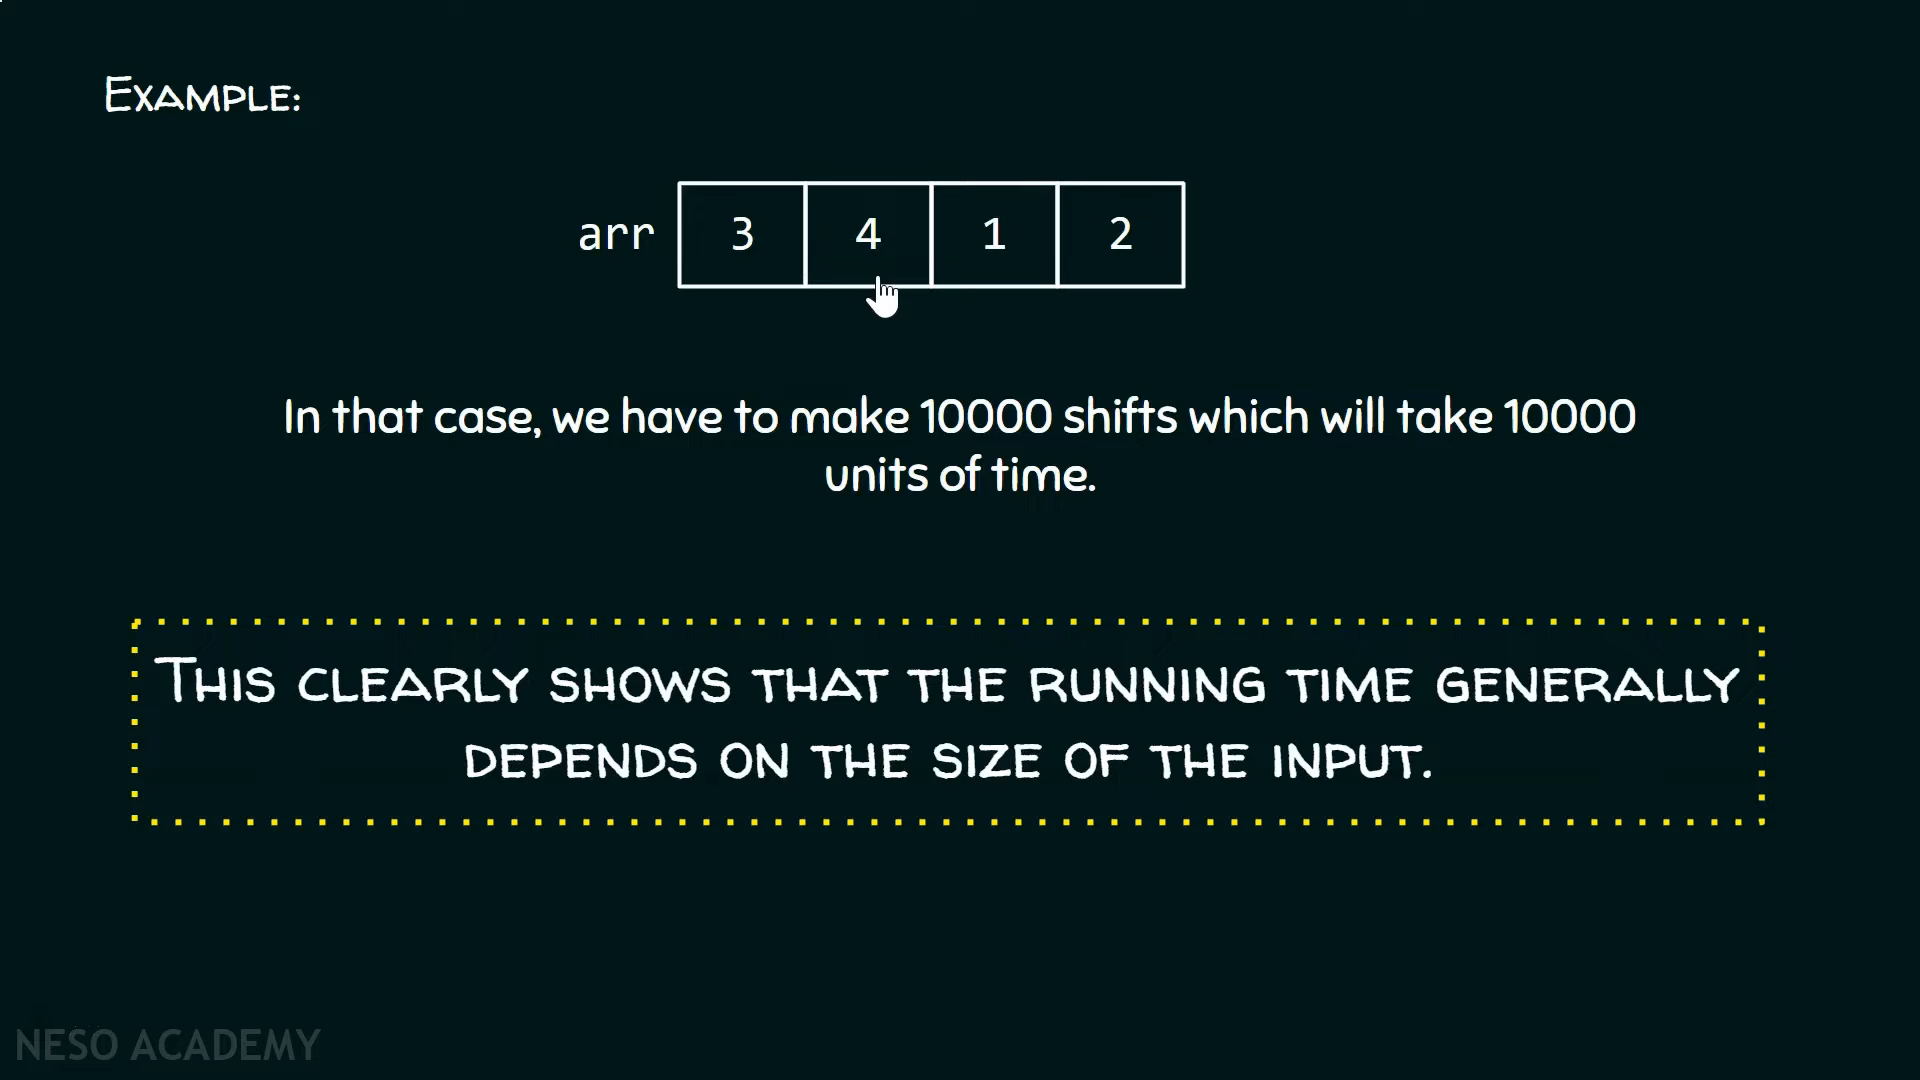 Example:
arr 3 4 1 2
In that case, we have to make 10000 shifts which will take 10000
units of time.
This clearly shows that the running time generally
depends on the size of the input.
NESO ACADEMY